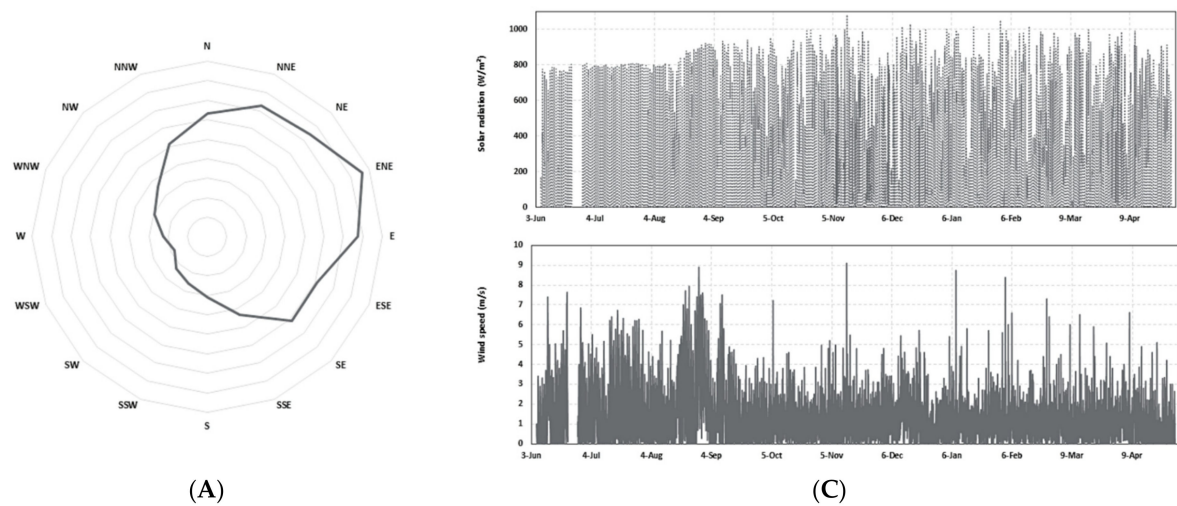 N
NNW
NNE
NW
NE
WNW
ENE
W
E
WSW
ESE
SW
SE
SSW
SSE
S
(A)
Solar radiation (W/m²)
1000
800
600
400
200
0
3-Jun 4-Jul 4-Aug 4-Sep 5-Oct 5-Nov 6-Dec 6-Jan 6-Feb 9-Mar 9-Apr
Wind speed (m/s)
10
9
8
7
6
5
4
3
2
1
0
3-Jun 4-Jul 4-Aug 4-Sep 5-Oct 5-Nov 6-Dec 6-Jan 6-Feb 9-Mar 9-Apr
(C)